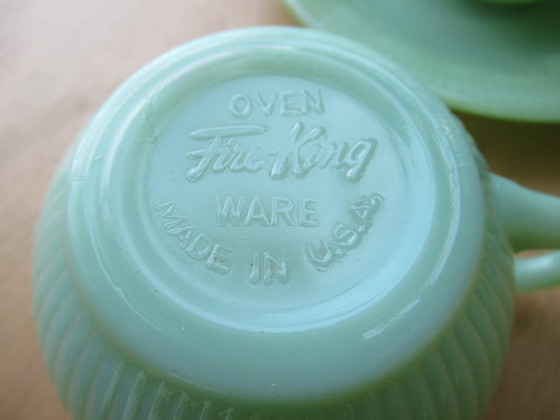 OVEN
Fire-King
WARE
MADE IN U.S.A.